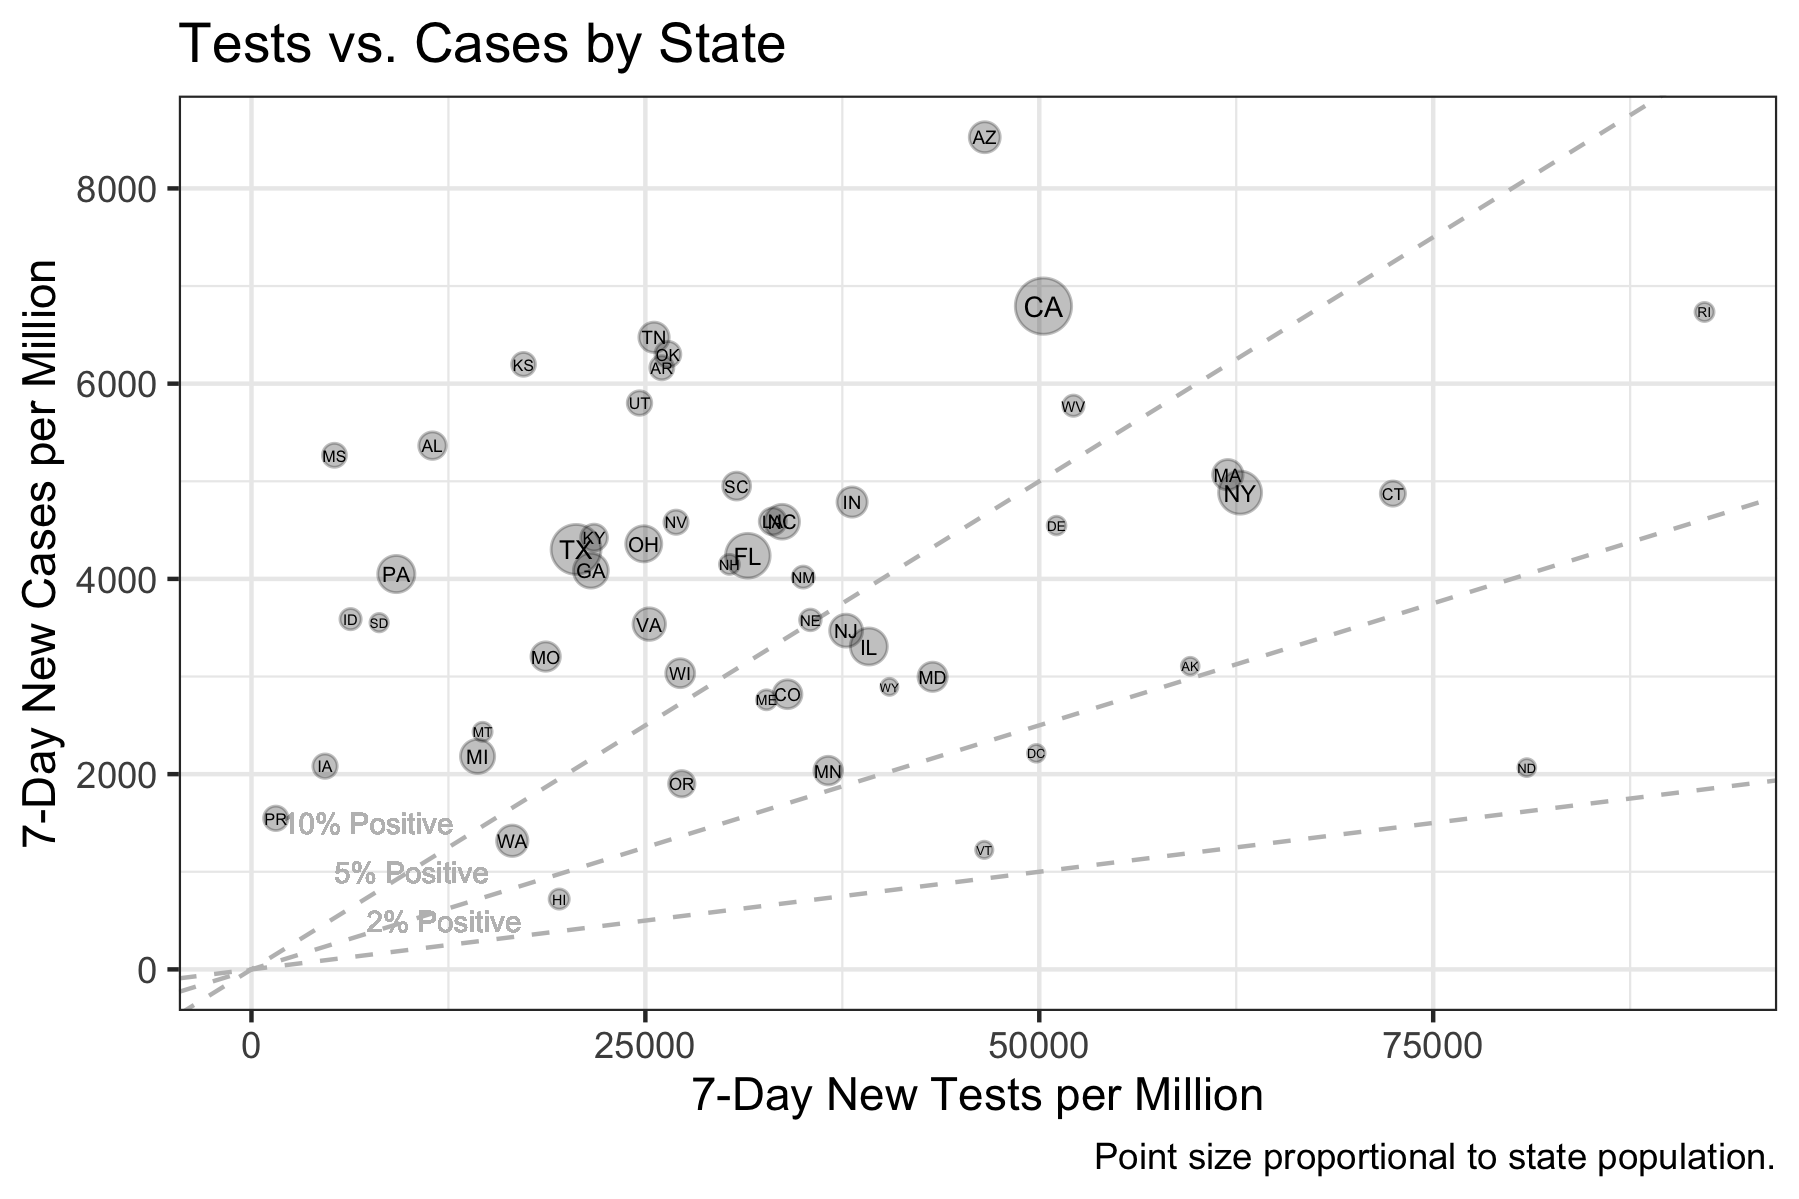 Tests vs. Cases by State
7-Day New Cases per Million
8000
6000
4000
2000
0
AZ
CA
RI
TN
OK
KS
AR
UT
WV
AL
MS
MA
SC
NY
CT
IN
NV
LA
NC
DE
KY
OH
TX
FL
GA
NH
PA
NM
ID
SD
NE
VA
NJ
IL
MO
AK
WI
MD
WY
CO
ME
MT
DC
MI
IA
ND
MN
OR
PR
10% Positive
WA
VT
5% Positive
HI
2% Positive
0 25000 50000 75000
7-Day New Tests per Million
Point size proportional to state population.